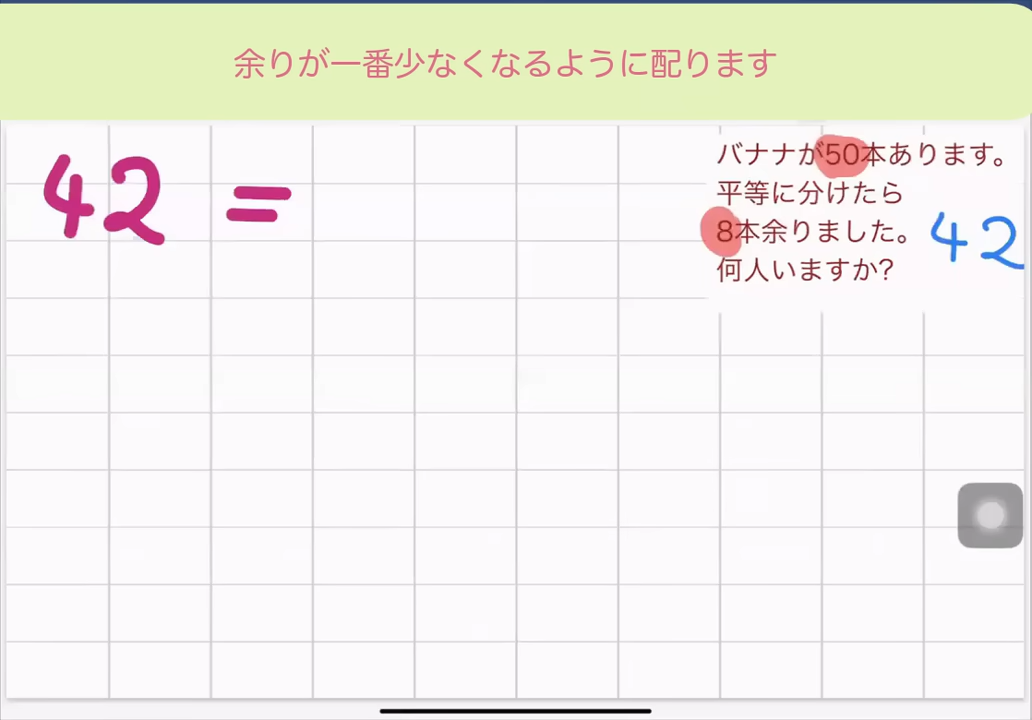 余りが一番少なくなるように配ります
42 =
バナナが50本あります。
平等に分けたら
8本余りました。
何人いますか?
42